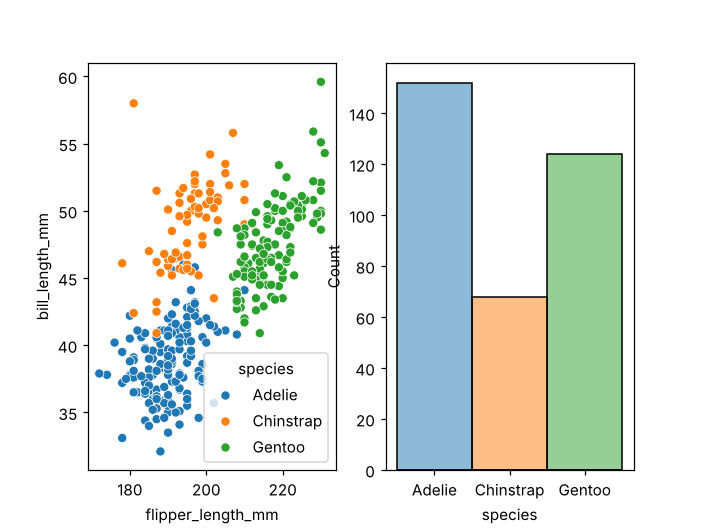 60
55
50
45
40
35
bill_length_mm
180
200
220
flipper_length_mm
species
Adelie
Chinstrap
Gentoo
140
120
100
80
60
40
20
0
Count
Adelie
Chinstrap
Gentoo
species